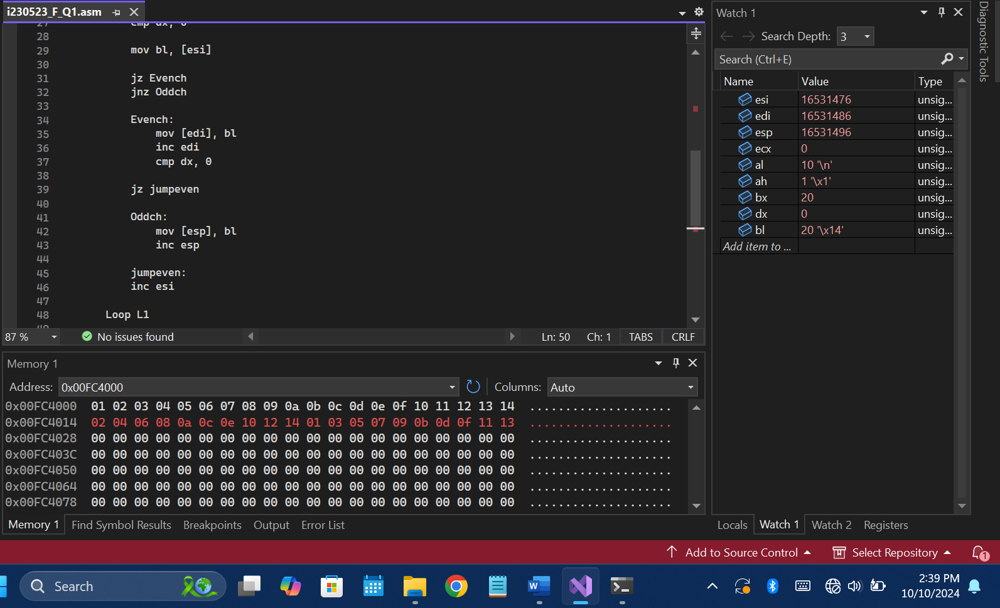 i230523_F_Q1.asm
27 cmp dx, 0
28
29 mov bl, [esi]
30
31 jz Evench
32 jnz Oddch
33
34 Evench:
35 mov [edi], bl
36 inc edi
37 cmp dx, 0
38
39 jz jumpeven
40
41 Oddch:
42 mov [esp], bl
43 inc esp
44
45 jumpeven:
46 inc esi
47
48 Loop L1
49
87 % No issues found Ln: 50 Ch: 1 TABS CRLF
Memory 1
Address: 0x00FC4000 Columns: Auto
0x00FC4000 01 02 03 04 05 06 07 08 09 0a 0b 0c 0d 0e 0f 10 11 12 13 14 ....................
0x00FC4014 02 04 06 08 0a 0c 0e 10 12 14 01 03 05 07 09 0b 0d 0f 11 13 ....................
0x00FC4028 00 00 00 00 00 00 00 00 00 00 00 00 00 00 00 00 00 00 00 00 ....................
0x00FC403C 00 00 00 00 00 00 00 00 00 00 00 00 00 00 00 00 00 00 00 00 ....................
0x00FC4050 00 00 00 00 00 00 00 00 00 00 00 00 00 00 00 00 00 00 00 00 ....................
0x00FC4064 00 00 00 00 00 00 00 00 00 00 00 00 00 00 00 00 00 00 00 00 ....................
0x00FC4078 00 00 00 00 00 00 00 00 00 00 00 00 00 00 00 00 00 00 00 00 ....................
Memory 1 Find Symbol Results Breakpoints Output Error List
Watch 1
Search Depth: 3
Search (Ctrl+E)
Name Value Type
esi 16531476 unsig...
edi 16531486 unsig...
esp 16531496 unsig...
ecx 0 unsig...
al 10 '\n' unsig...
ah 1 '\x1' unsig...
bx 20 unsig...
dx 0 unsig...
bl 20 '\x14' unsig...
Add item to ...
Locals Watch 1 Watch 2 Registers
Diagnostic Tools
Add to Source Control Select Repository 1
Search
W
2:39 PM
10/10/2024